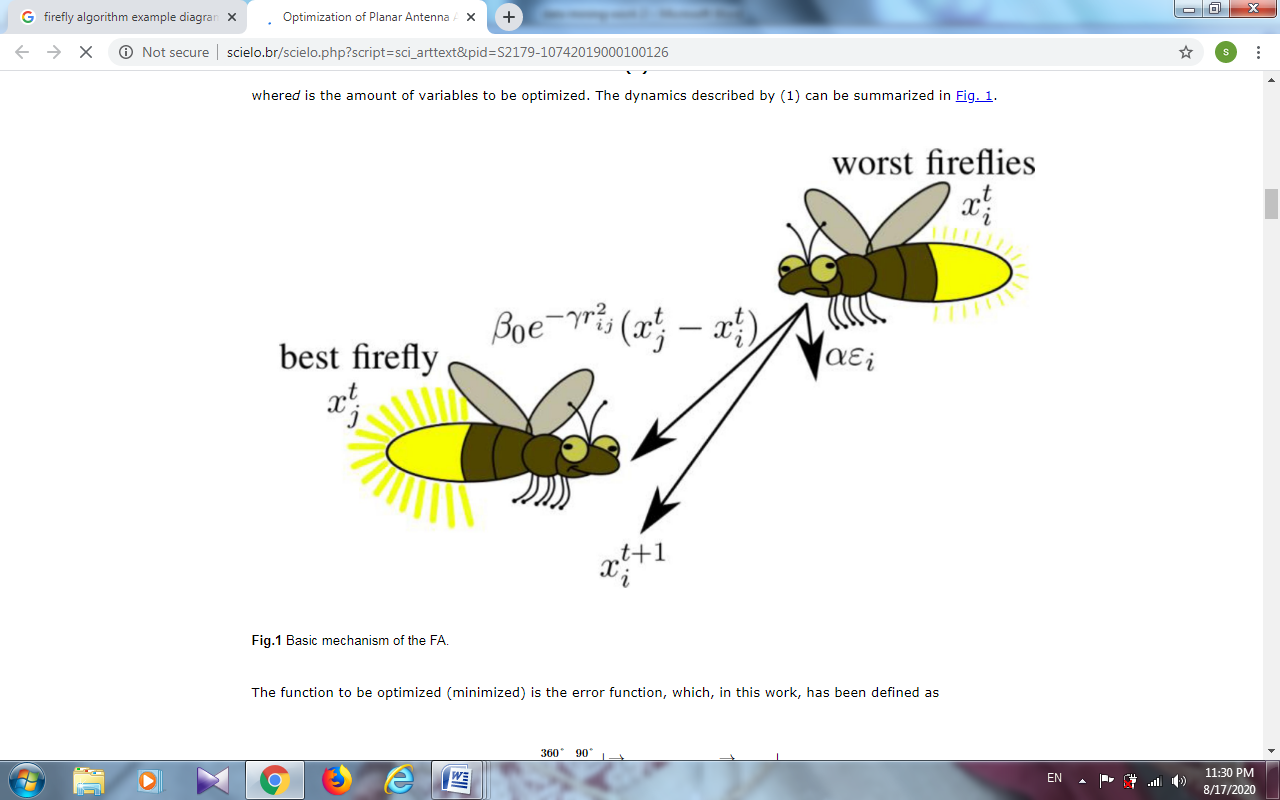 firefly algorithm example diagran
Optimization of Planar Antenna A
Not secure | scielo.br/scielo.php?script=sci_arttext&pid=S2179-10742019000100126
s
whered is the amount of variables to be optimized. The dynamics described by (1) can be summarized in Fig. 1.
worst fireflies
x_i^t
β₀e^{-γr_{ij}^2}(x_j^t − x_i^t)
αε_i
best firefly
x_j^t
x_i^{t+1}
Fig.1 Basic mechanism of the FA.
The function to be optimized (minimized) is the error function, which, in this work, has been defined as
360° 90°
EN
11:30 PM
8/17/2020